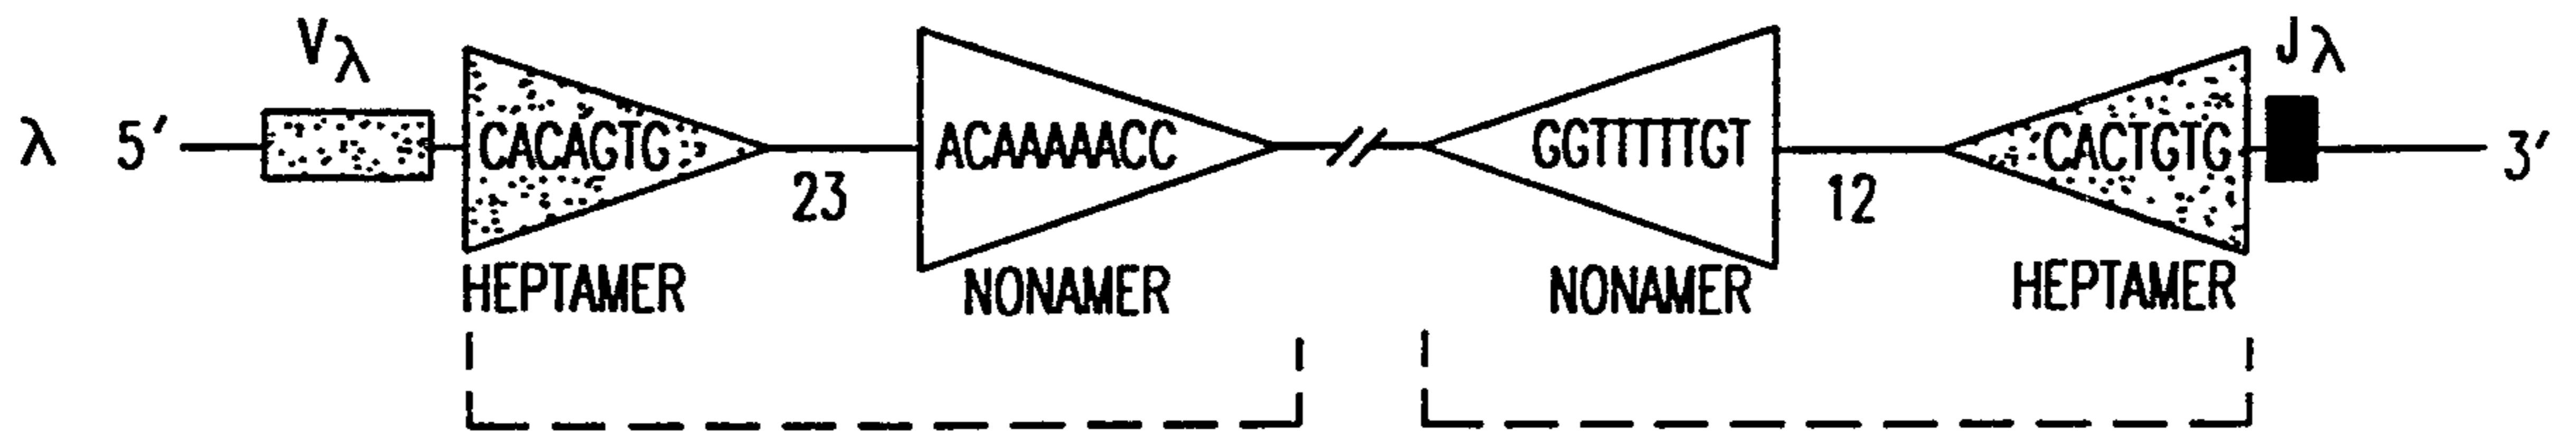 Vλ Jλ
λ 5′ CACAGTG ACAAAAACC GGTTTTTGT CACTGTG 3′
23 12
HEPTAMER NONAMER NONAMER HEPTAMER